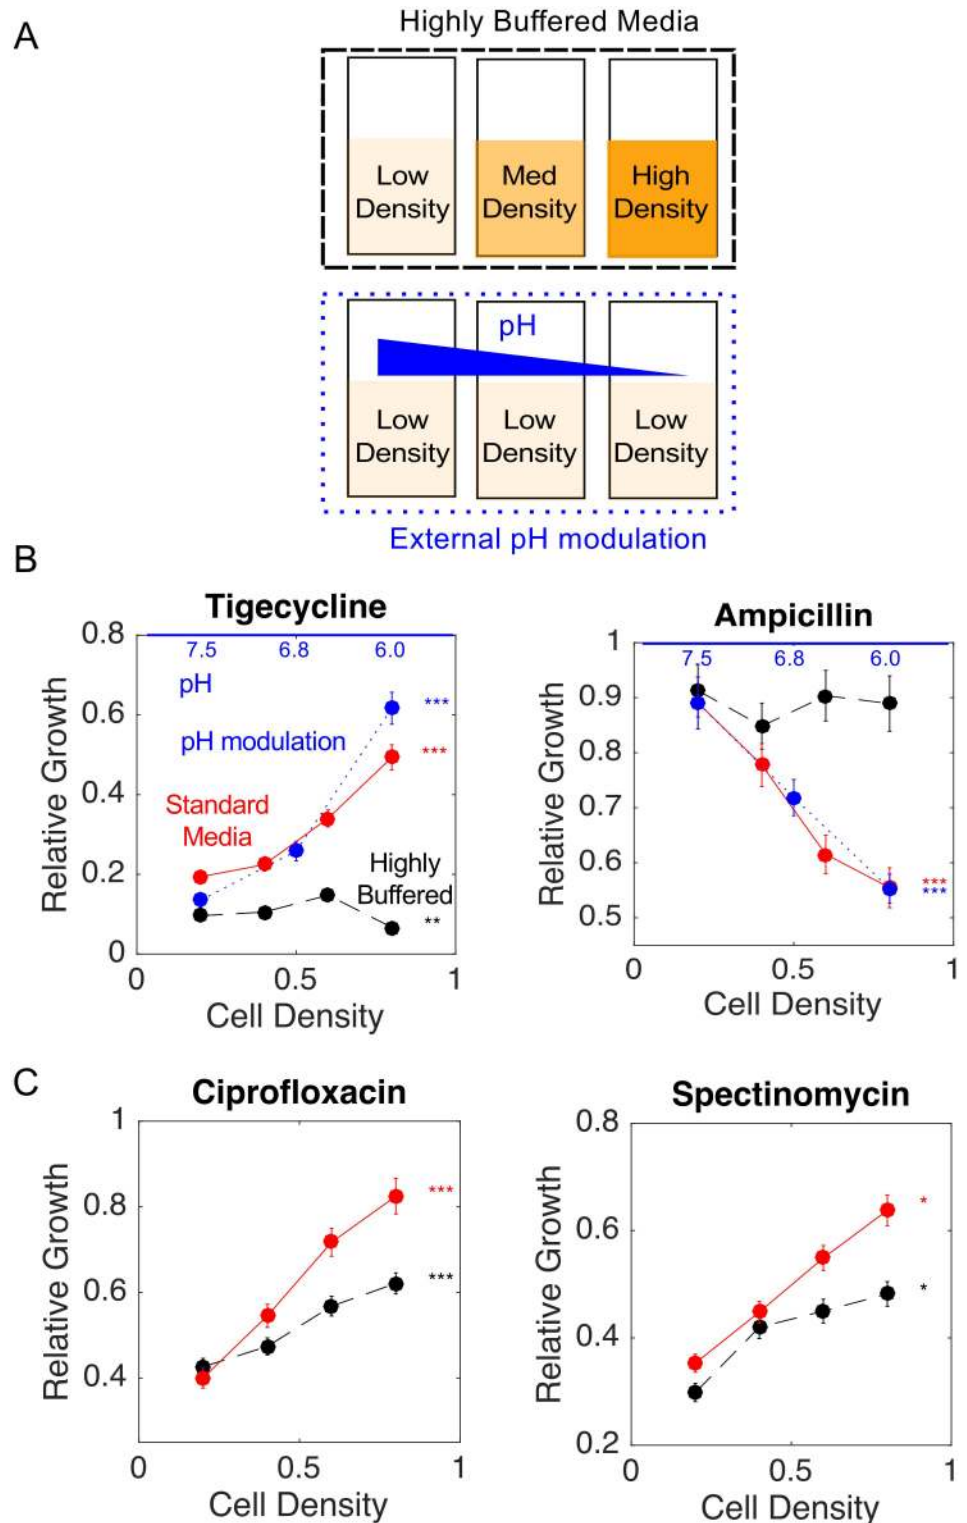 A
Highly Buffered Media
Low
Density
Med
Density
High
Density
pH
Low
Density
Low
Density
Low
Density
External pH modulation
B
Tigecycline
0.8
0.6
0.4
0.2
0
7.5 6.8 6.0
pH
pH modulation
Standard
Media
Highly
Buffered
***
***
**
Relative Growth
0.5
1
Cell Density
Ampicillin
1
0.9
0.8
0.7
0.6
0.5
7.5 6.8 6.0
***
***
Relative Growth
0 0.5 1
Cell Density
C
Ciprofloxacin
1
0.8
0.6
0.4
***
***
Relative Growth
0 0.5 1
Cell Density
Spectinomycin
0.8
0.6
0.4
0.2
*
*
Relative Growth
0 0.5 1
Cell Density